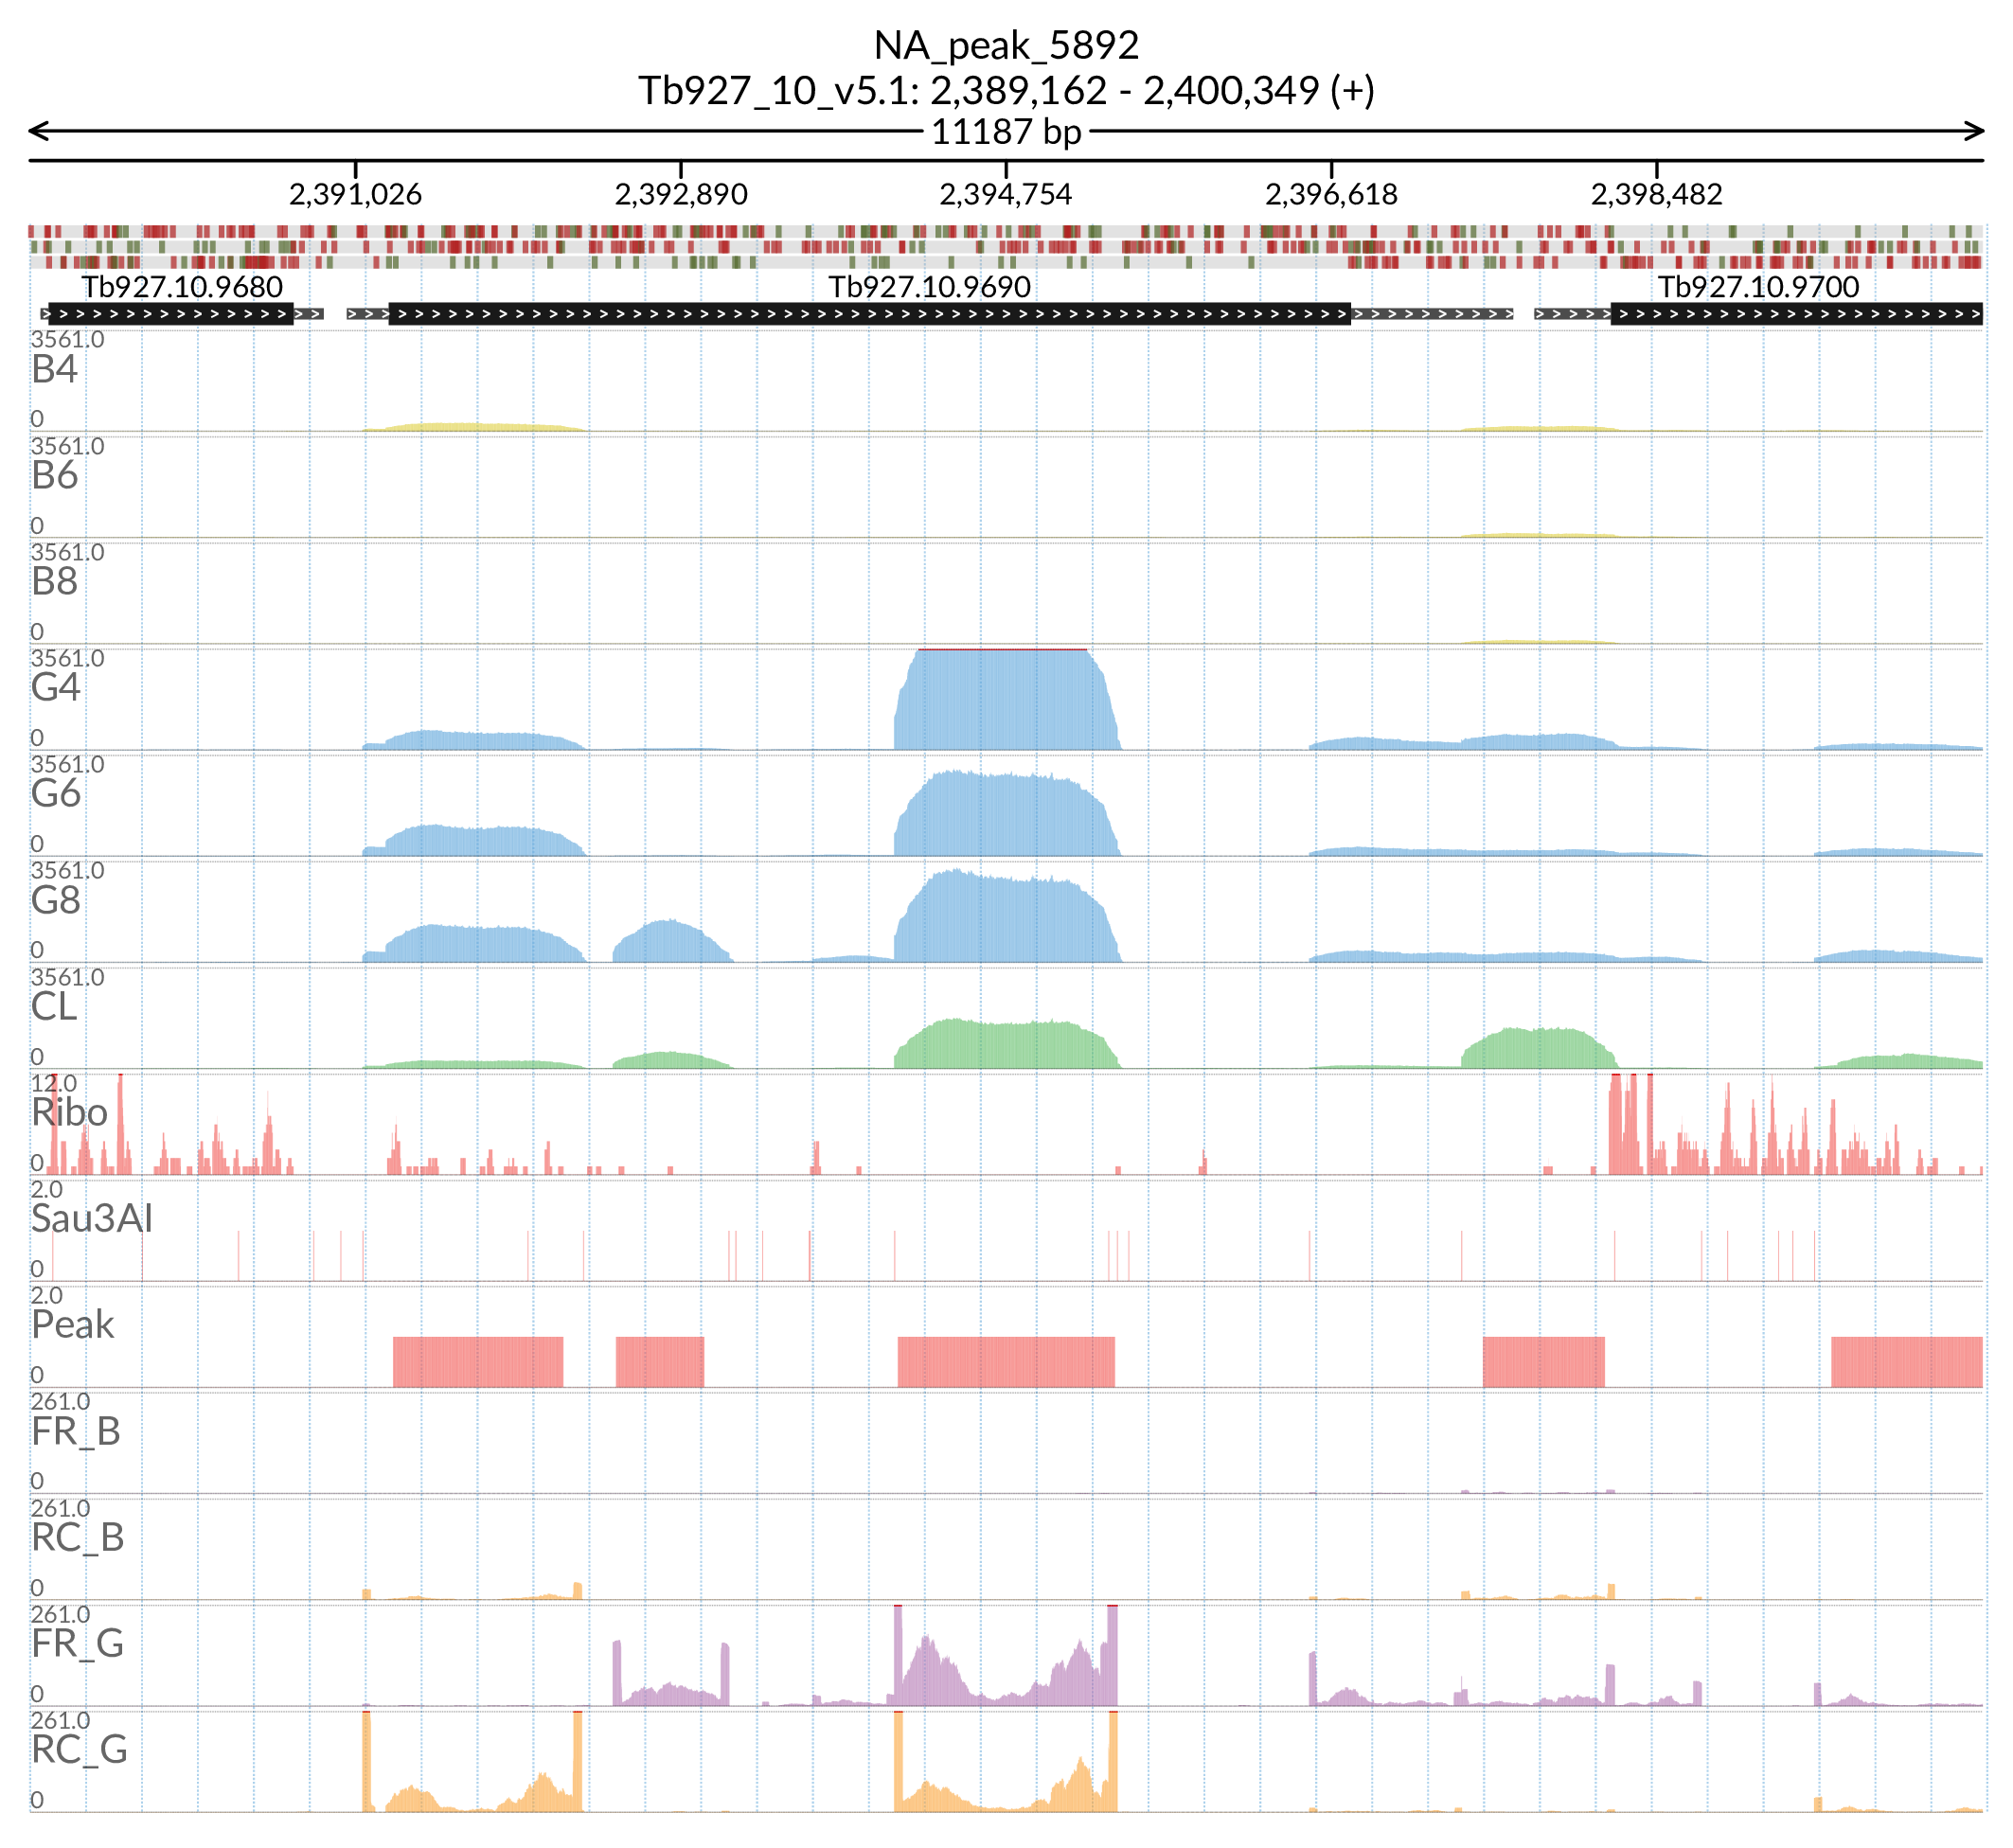 NA_peak_5892
Tb927_10_v5.1: 2,389,162 - 2,400,349 (+)
11187 bp
2,391,026 2,392,890 2,394,754 2,396,618 2,398,482
Tb927.10.9680 Tb927.10.9690 Tb927.10.9700
3561.0
B4
0
3561.0
B6
0
3561.0
B8
0
3561.0
G4
0
3561.0
G6
0
3561.0
G8
0
3561.0
CL
0
12.0
Ribo
0
2.0
Sau3AI
0
2.0
Peak
0
261.0
FR_B
0
261.0
RC_B
0
261.0
FR_G
0
261.0
RC_G
0